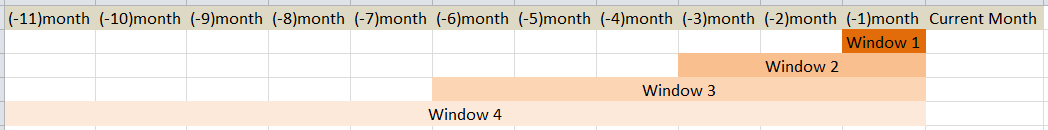 (-11)month (-10)month (-9)month (-8)month (-7)month (-6)month (-5)month (-4)month (-3)month (-2)month (-1)month Current Month
Window 1
Window 2
Window 3
Window 4